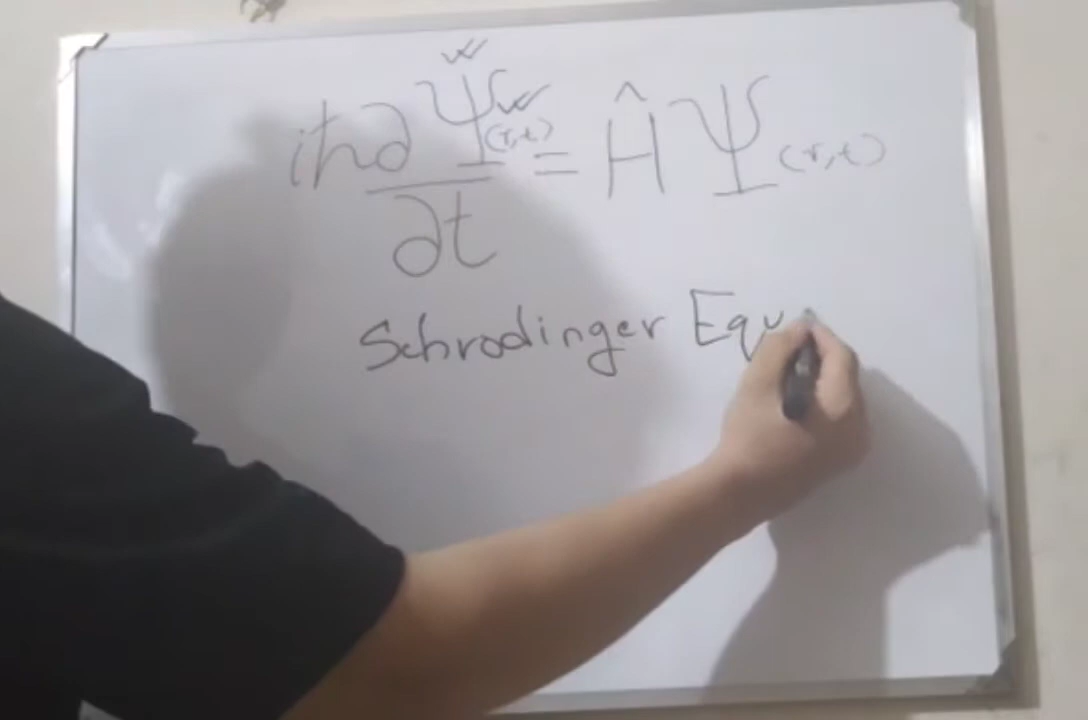 iħ∂Ψ(r,t) = ĤΨ(r,t)
∂t
Schrodinger Equ